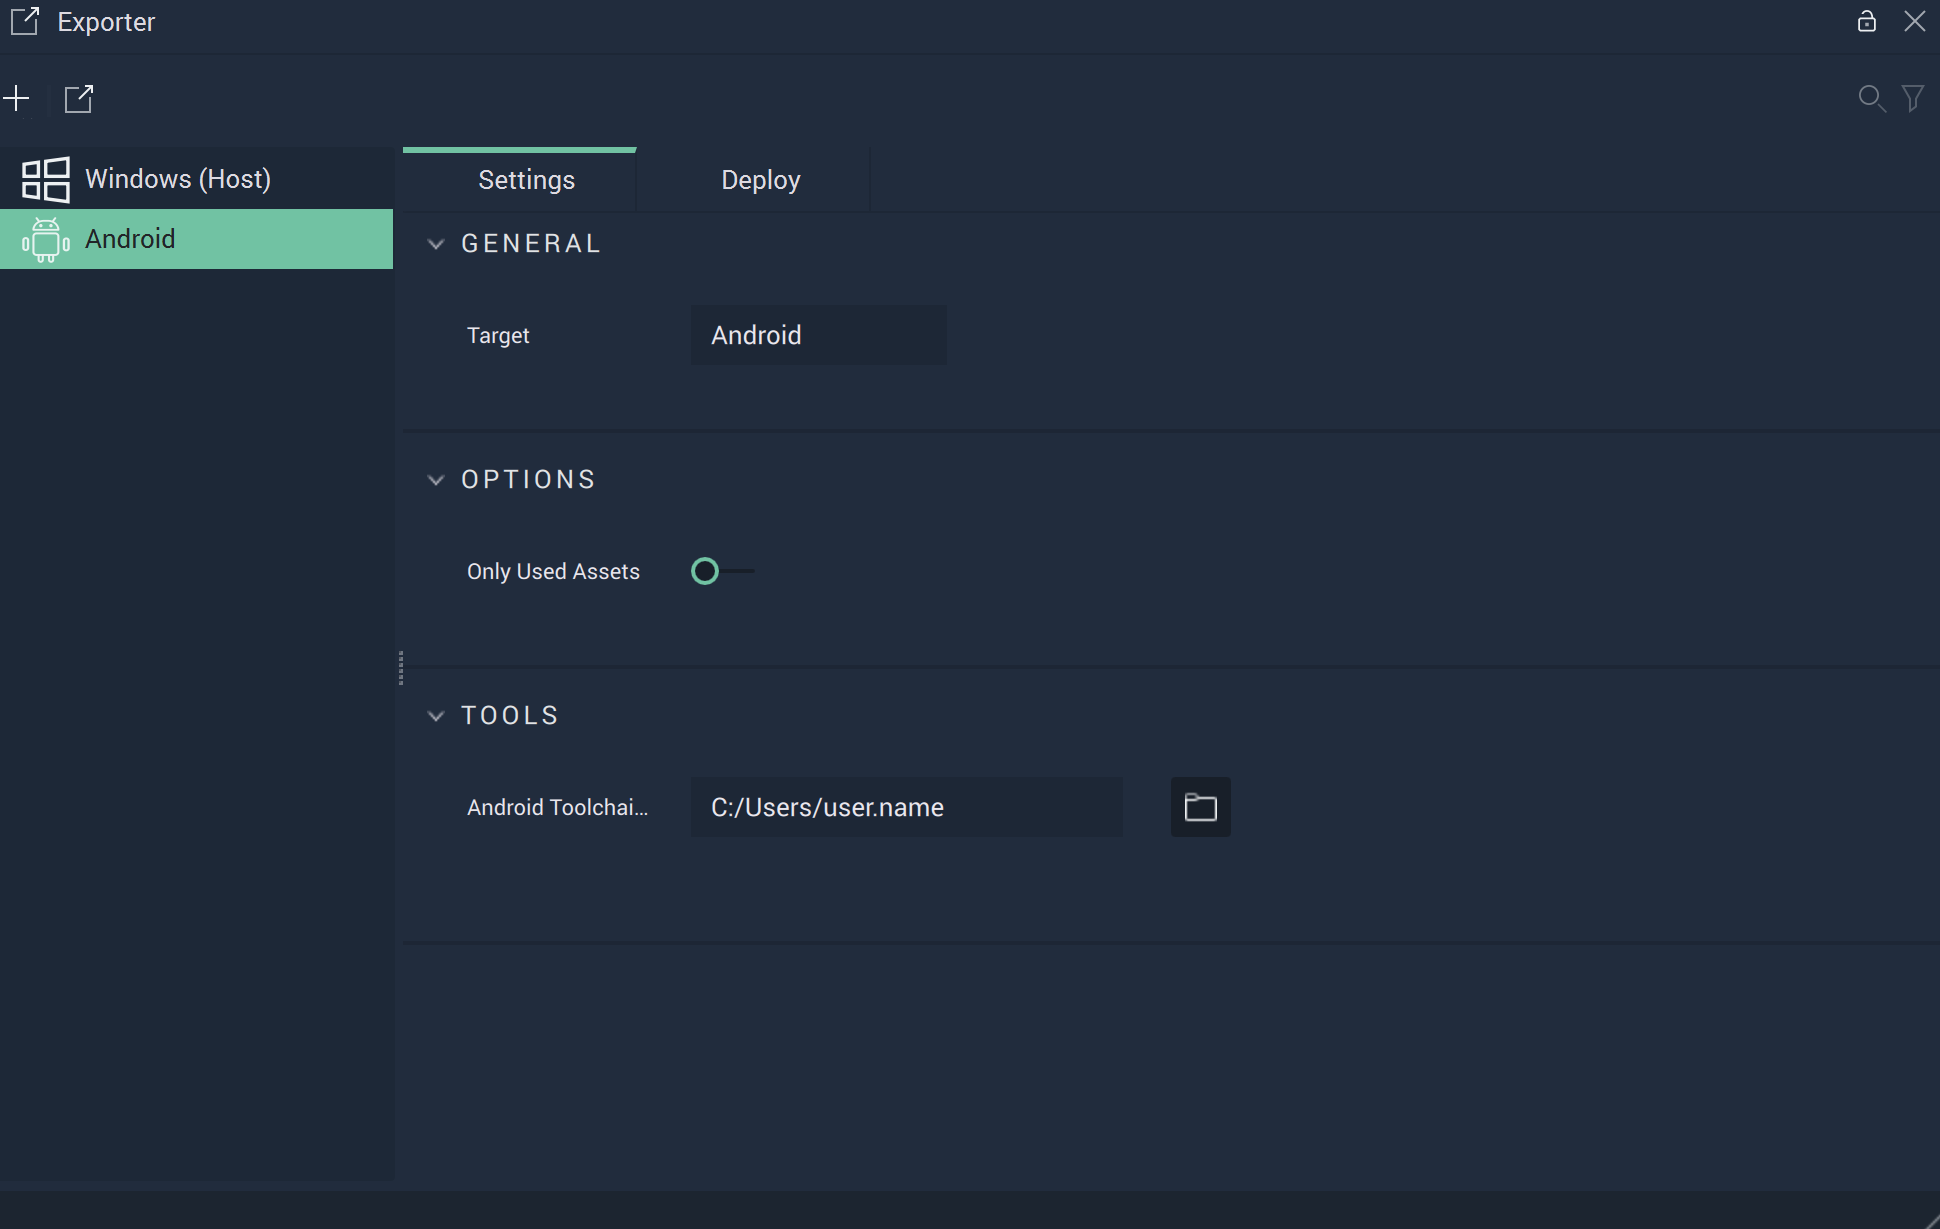 Exporter
Windows (Host)
Android
Settings
Deploy
GENERAL
Target
Android
OPTIONS
Only Used Assets
TOOLS
Android Toolchai...
C:/Users/user.name